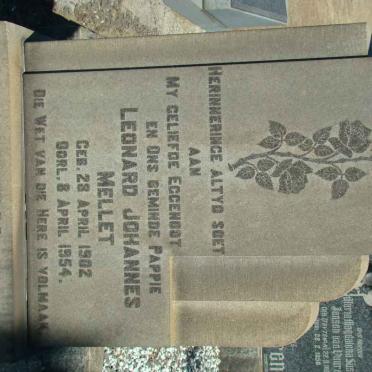 HERINNERINGE ALTYD SOET
AAN
MY GELIEFDE EGGENOOT
EN ONS BEMINDE PAPPIE
LEONARD JOHANNES
MELLET
GEB. 28 APRIL 1902
OORL. 8 APRIL 1954.
DIE WET VAN DIE HERE IS VOLMAAK